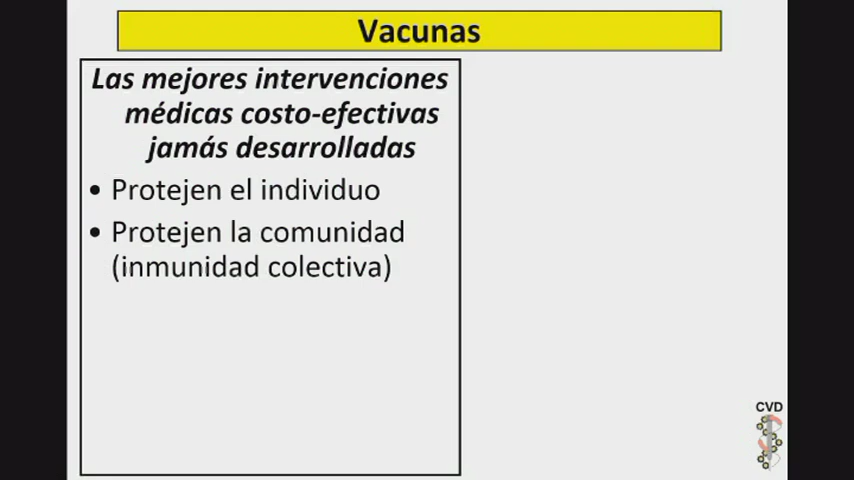 Vacunas
Las mejores intervenciones
médicas costo-efectivas
jamás desarrolladas
• Protejen el individuo
• Protejen la comunidad
(inmunidad colectiva)
CVD